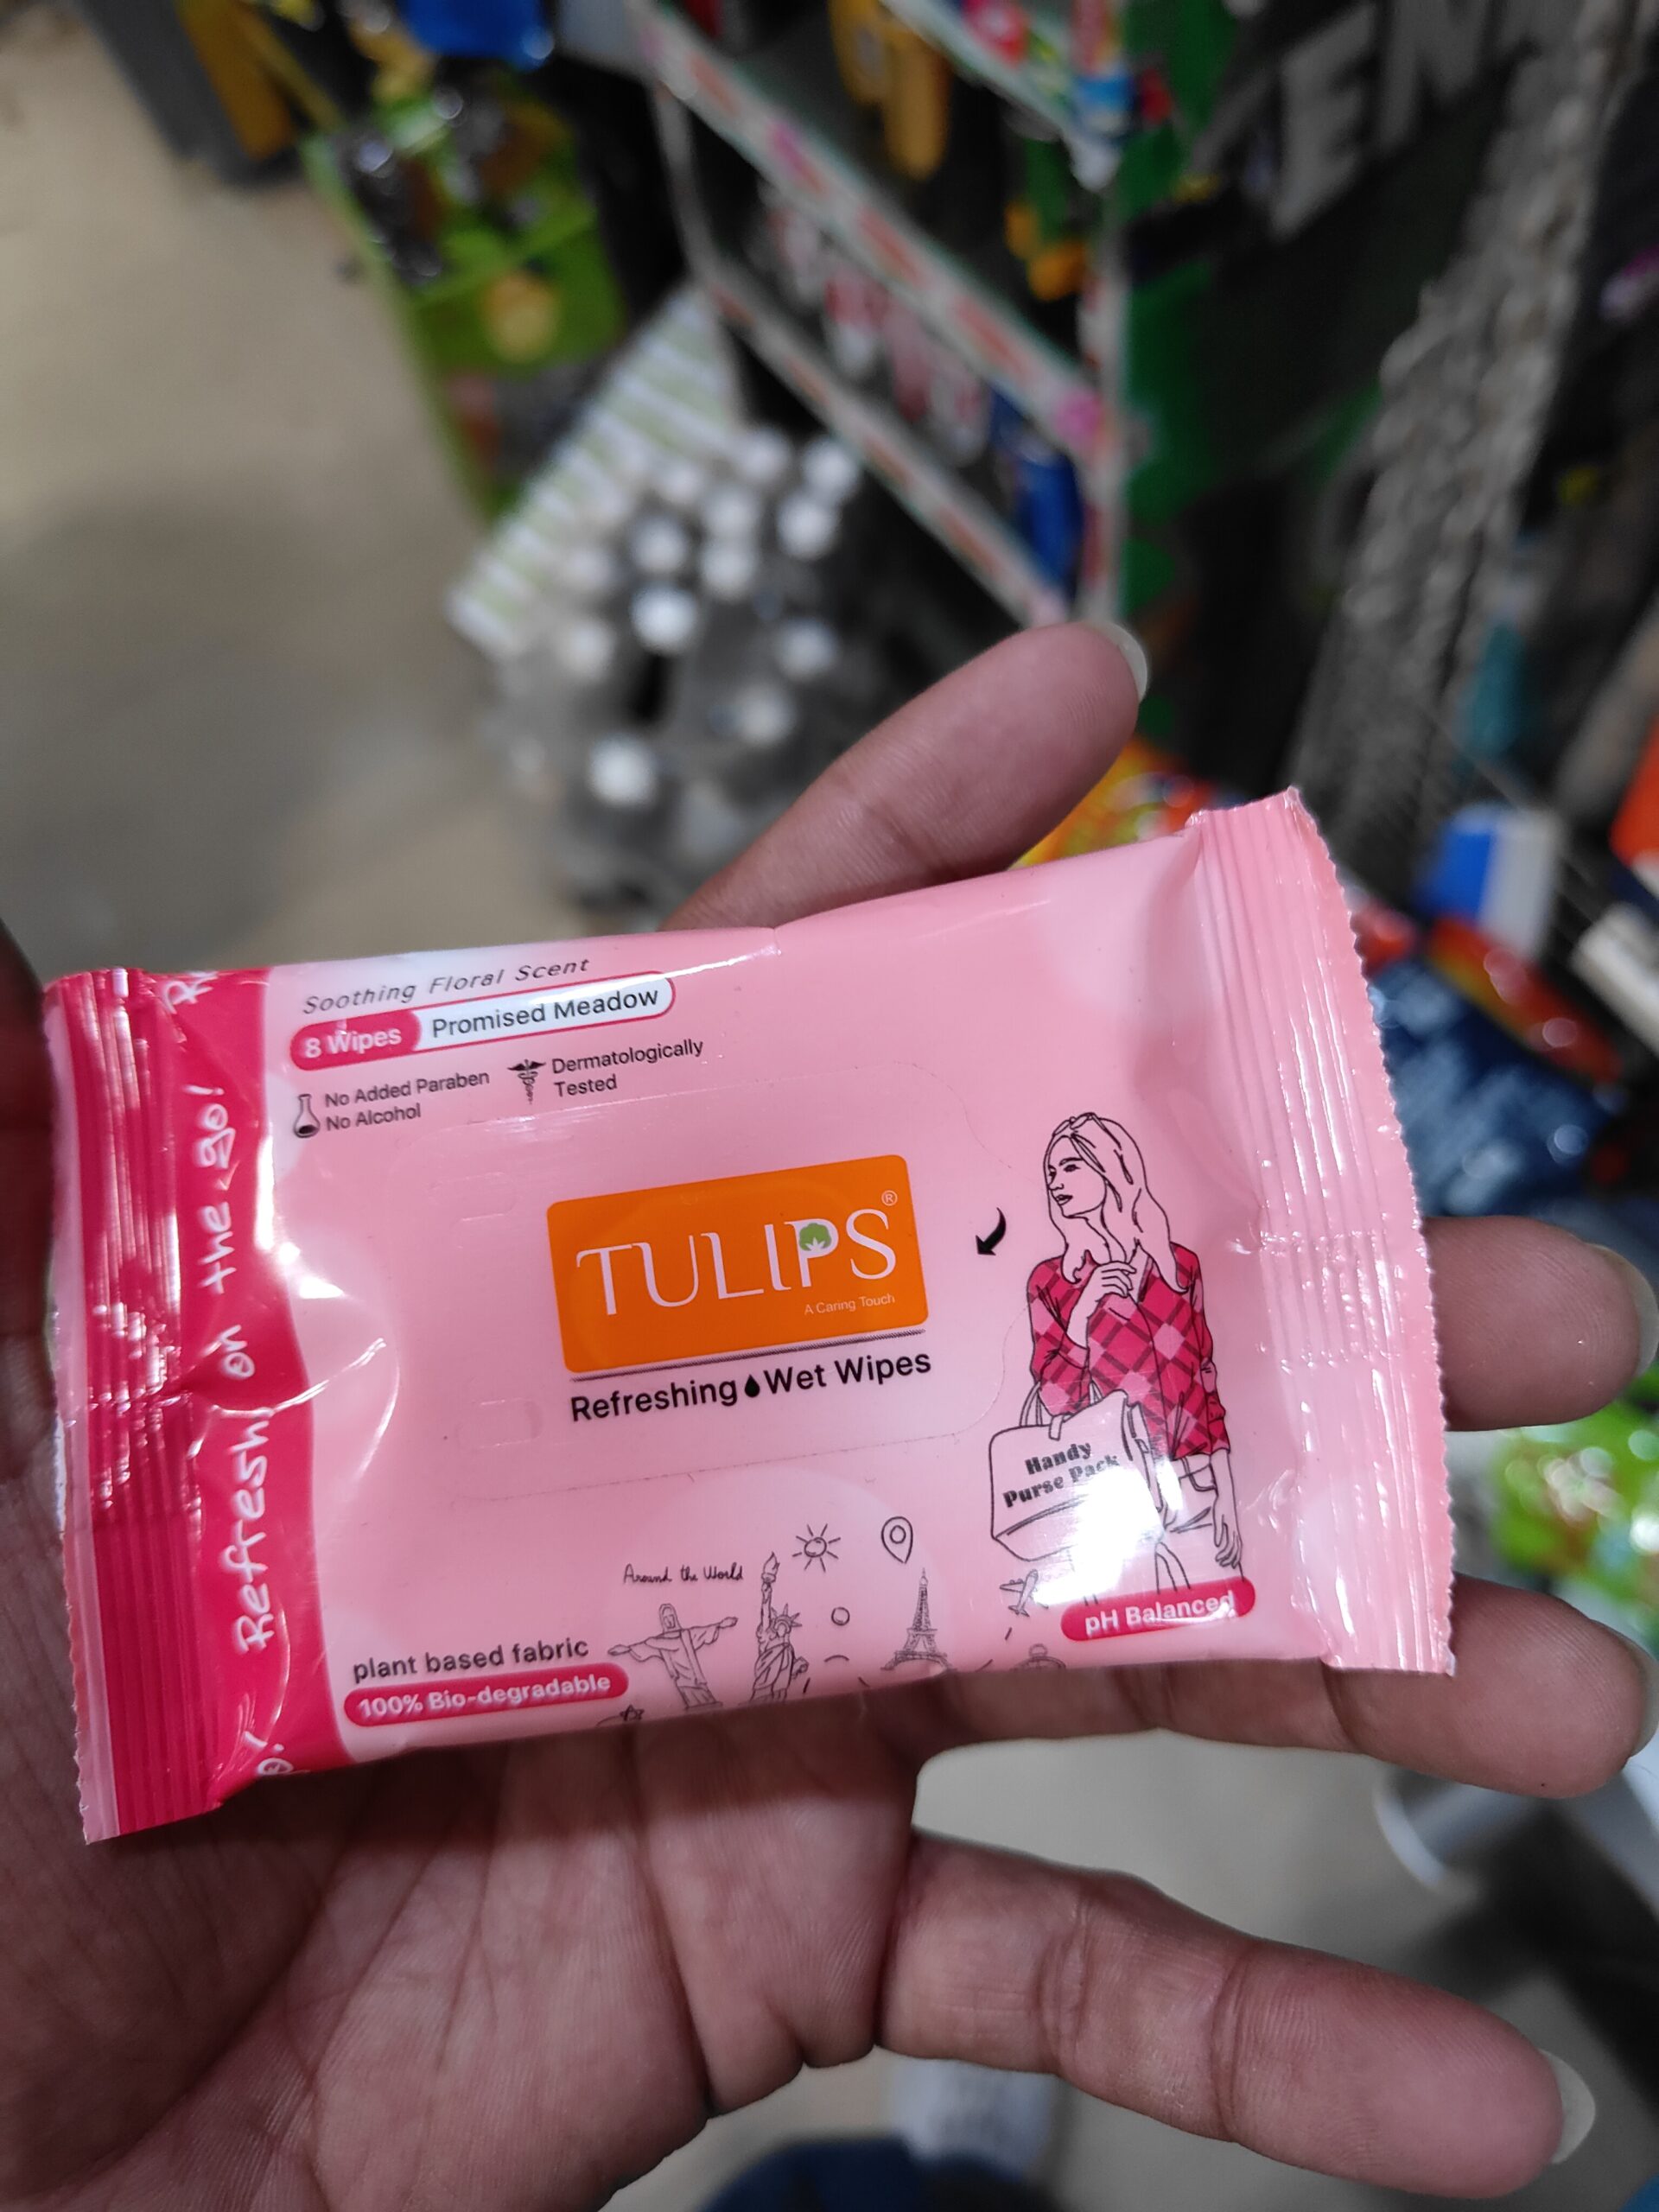 Soothing Floral Scent
8 Wipes Promised Meadow
No Added Paraben
No Alcohol
Dermatologically
Tested
Refresh on the go!
TULIPS®
A Caring Touch
Refreshing Wet Wipes
Handy
Purse Pack
Around the World
pH Balanced
plant based fabric
100% Bio-degradable